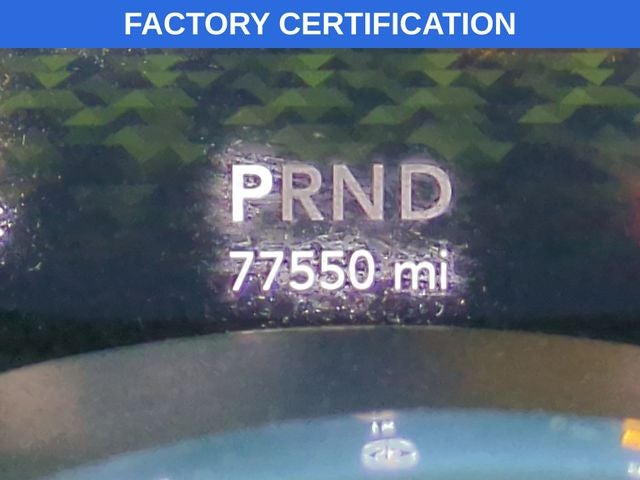 FACTORY CERTIFICATION
PRND
77550 mi